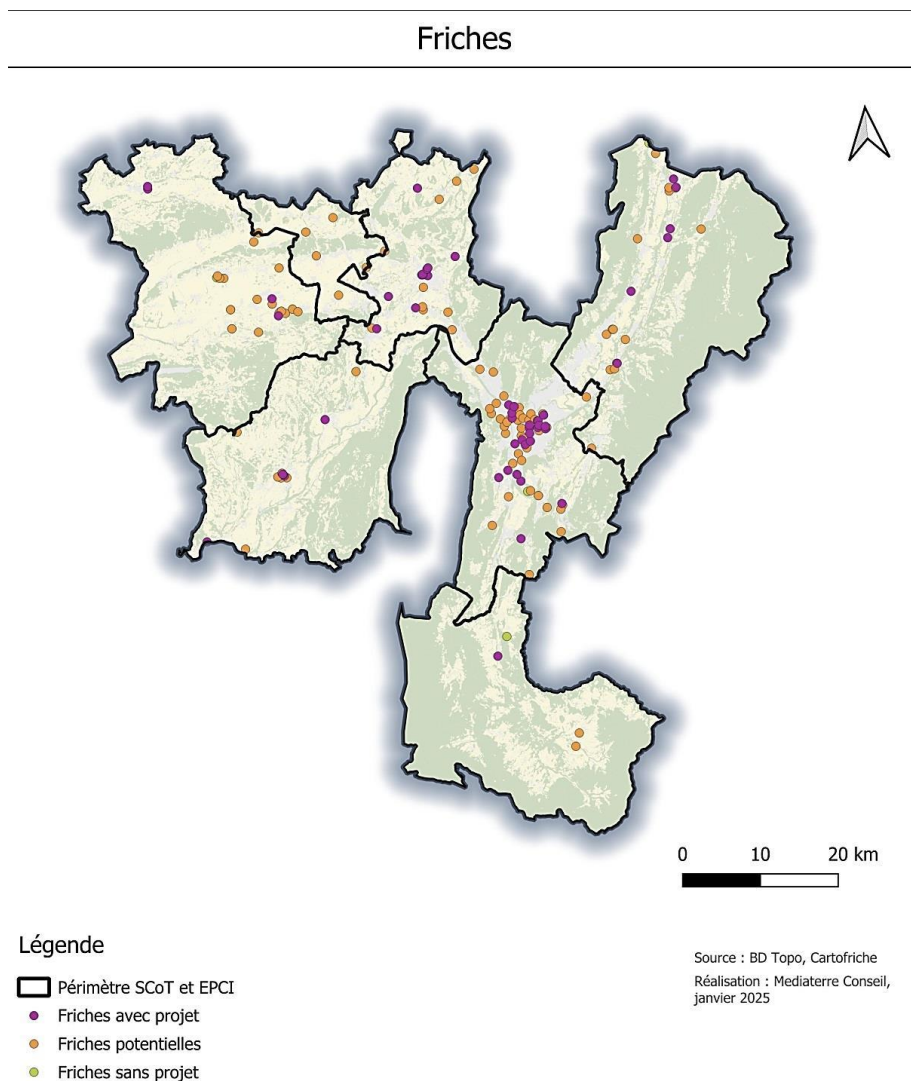 Friches
0 10 20 km
Légende
Périmètre SCoT et EPCI
Friches avec projet
Friches potentielles
Friches sans projet
Source : BD Topo, Cartofriche
Réalisation : Mediaterre Conseil,
janvier 2025